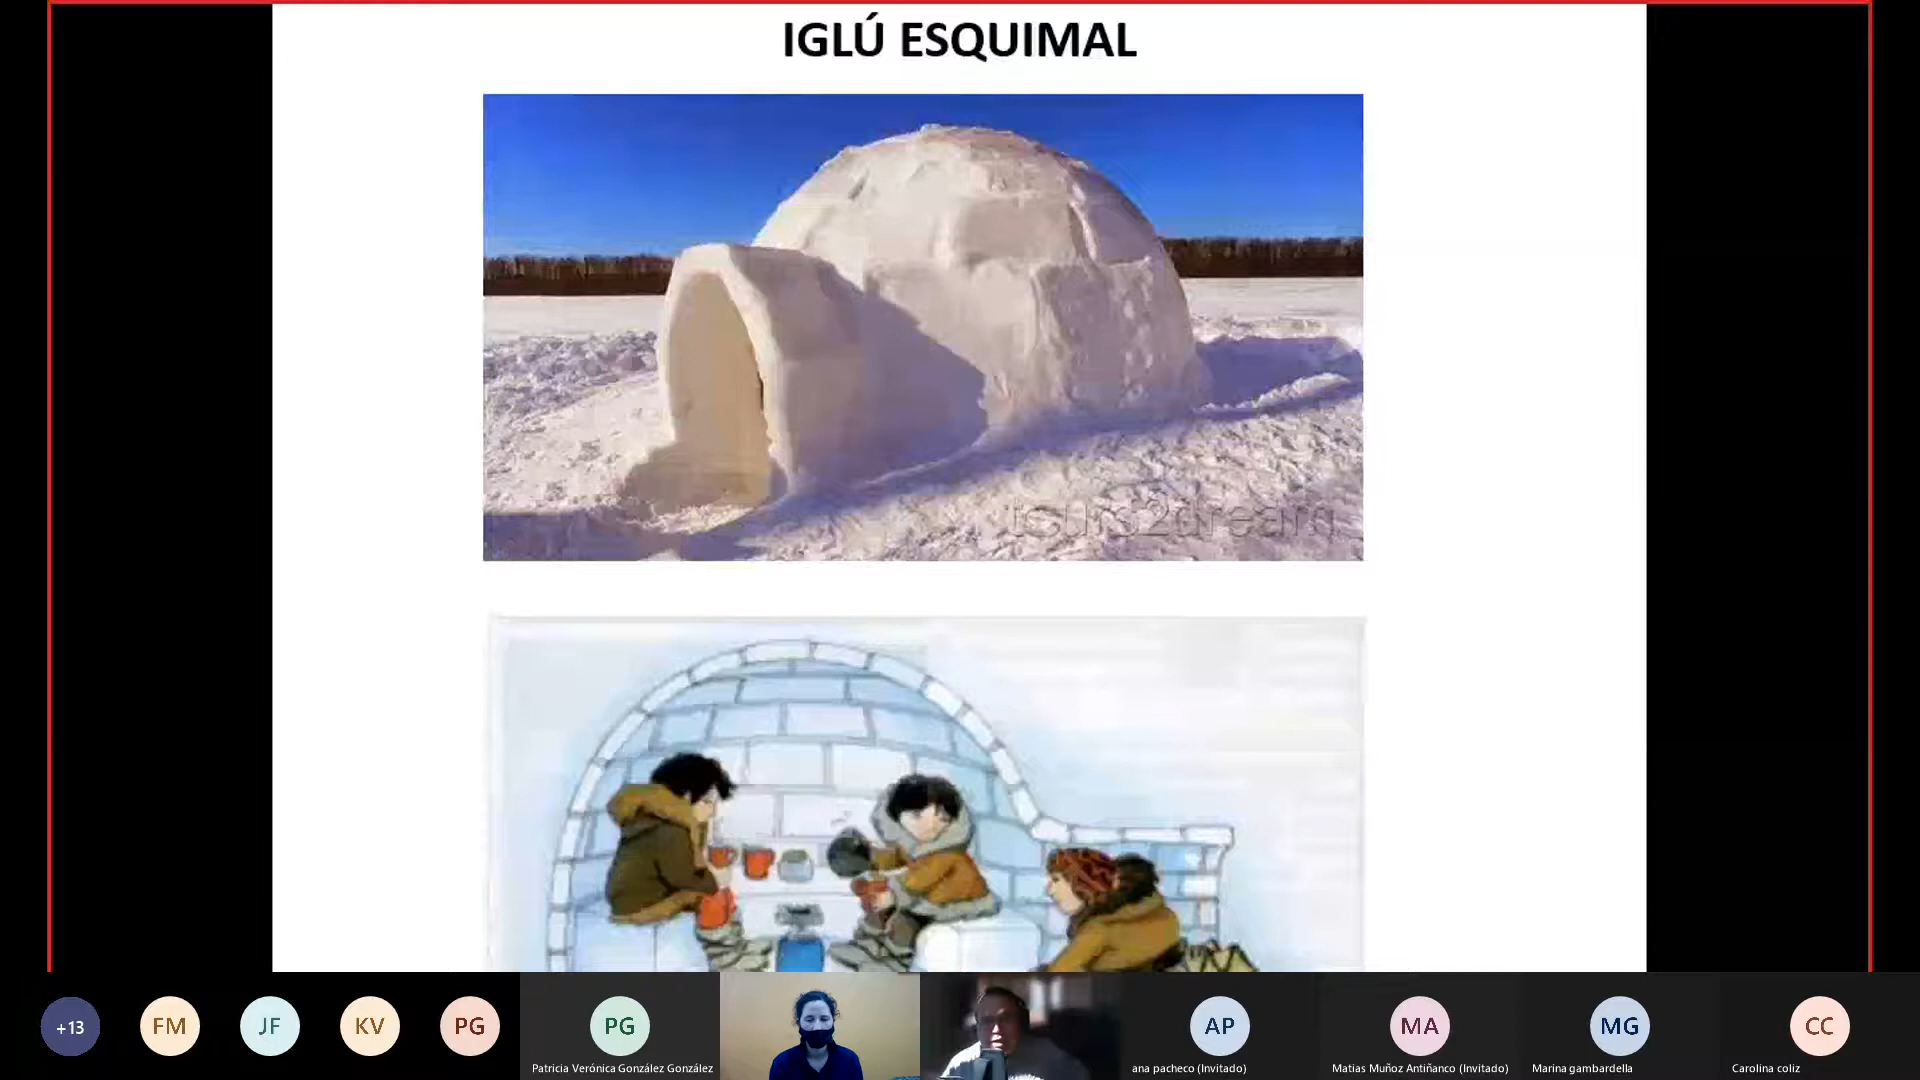 IGLÚ ESQUIMAL
tours2dream
+13
FM
JF
KV
PG
PG
Patricia Verónica González González
AP
ana pacheco (Invitado)
MA
Matias Muñoz Antiñanco (Invitado)
MG
Marina gambardella
CC
Carolina coliz